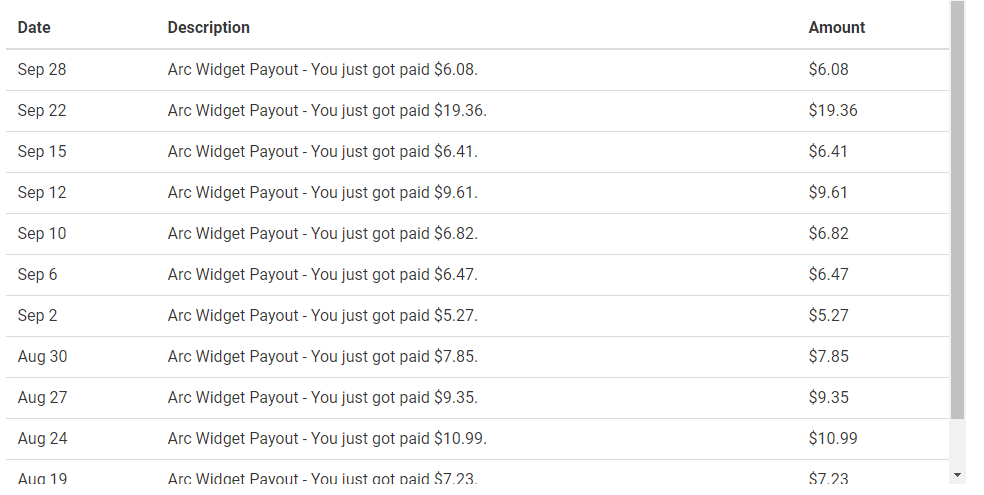 Date Description Amount
Sep 28 Arc Widget Payout - You just got paid $6.08. $6.08
Sep 22 Arc Widget Payout - You just got paid $19.36. $19.36
Sep 15 Arc Widget Payout - You just got paid $6.41. $6.41
Sep 12 Arc Widget Payout - You just got paid $9.61. $9.61
Sep 10 Arc Widget Payout - You just got paid $6.82. $6.82
Sep 6 Arc Widget Payout - You just got paid $6.47. $6.47
Sep 2 Arc Widget Payout - You just got paid $5.27. $5.27
Aug 30 Arc Widget Payout - You just got paid $7.85. $7.85
Aug 27 Arc Widget Payout - You just got paid $9.35. $9.35
Aug 24 Arc Widget Payout - You just got paid $10.99. $10.99
Aug 19 Arc Widget Payout - You just got paid $7.23. $7.23